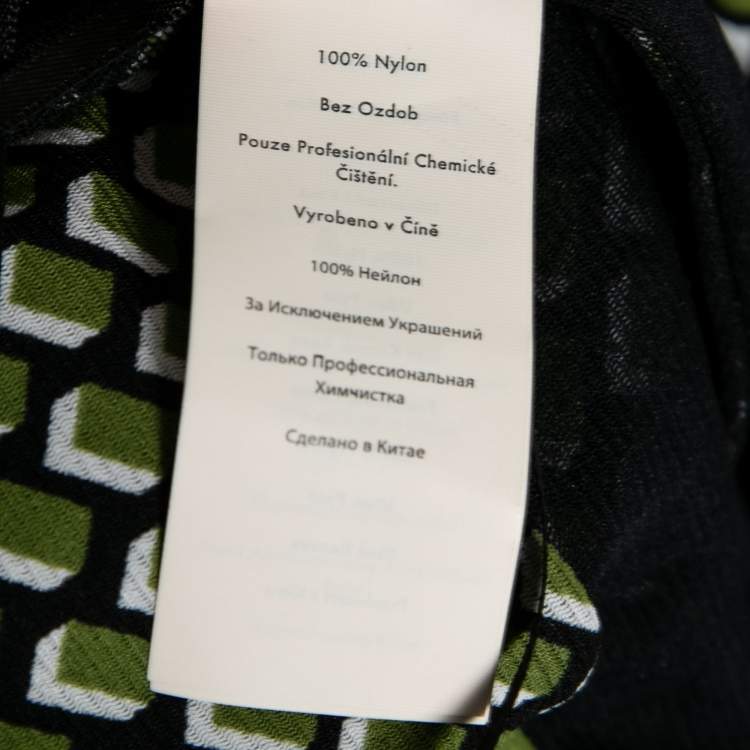 100% Nylon
Bez Ozdob
Pouze Profesionální Chemické
Čištění.
Vyrobeno v Číně
100% Нейлон
За Исключением Украшений
Только Профессиональная
Химчистка
Сделано в Китае